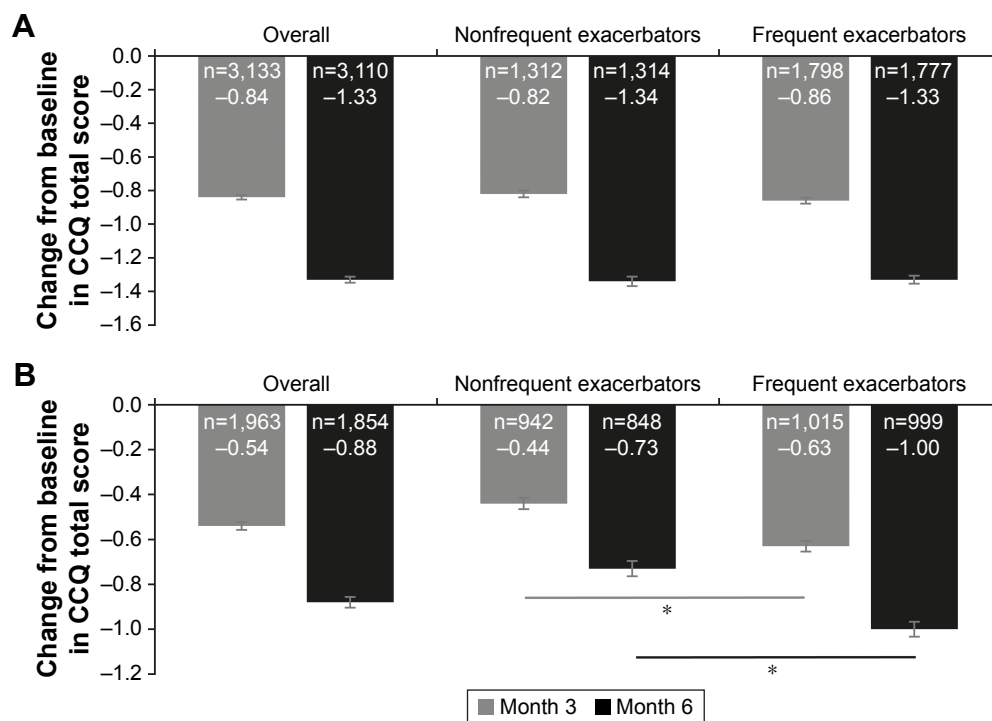 A
Overall Nonfrequent exacerbators Frequent exacerbators
Change from baseline
in CCQ total score
0.0
–0.2
–0.4
–0.6
–0.8
–1.0
–1.2
–1.4
–1.6
n=3,133 n=3,110 n=1,312 n=1,314 n=1,798 n=1,777
–0.84 –1.33 –0.82 –1.34 –0.86 –1.33
B
Overall Nonfrequent exacerbators Frequent exacerbators
Change from baseline
in CCQ total score
0.0
–0.2
–0.4
–0.6
–0.8
–1.0
–1.2
n=1,963 n=1,854 n=942 n=848 n=1,015 n=999
–0.54 –0.88 –0.44 –0.73 –0.63 –1.00
*
*
Month 3 Month 6